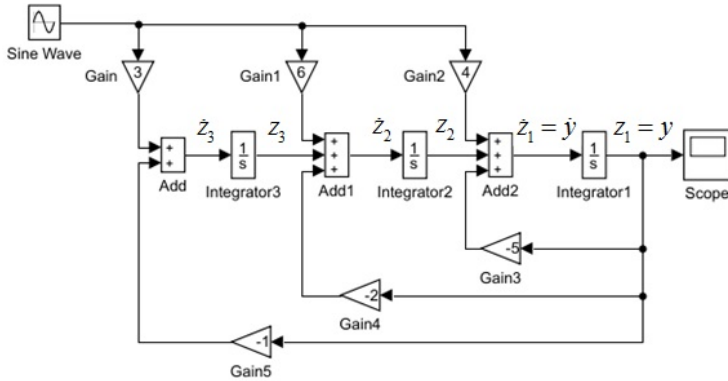 Sine Wave
Gain 3
Gain1 6
Gain2 4
+
+
Add
Ż₃
1/s
Integrator3
Z₃
+
+
+
Add1
Ż₂
1/s
Integrator2
Z₂
+
+
+
Add2
Ż₁ = ẏ
1/s
Integrator1
Z₁ = y
Scope
-5
Gain3
-2
Gain4
-1
Gain5